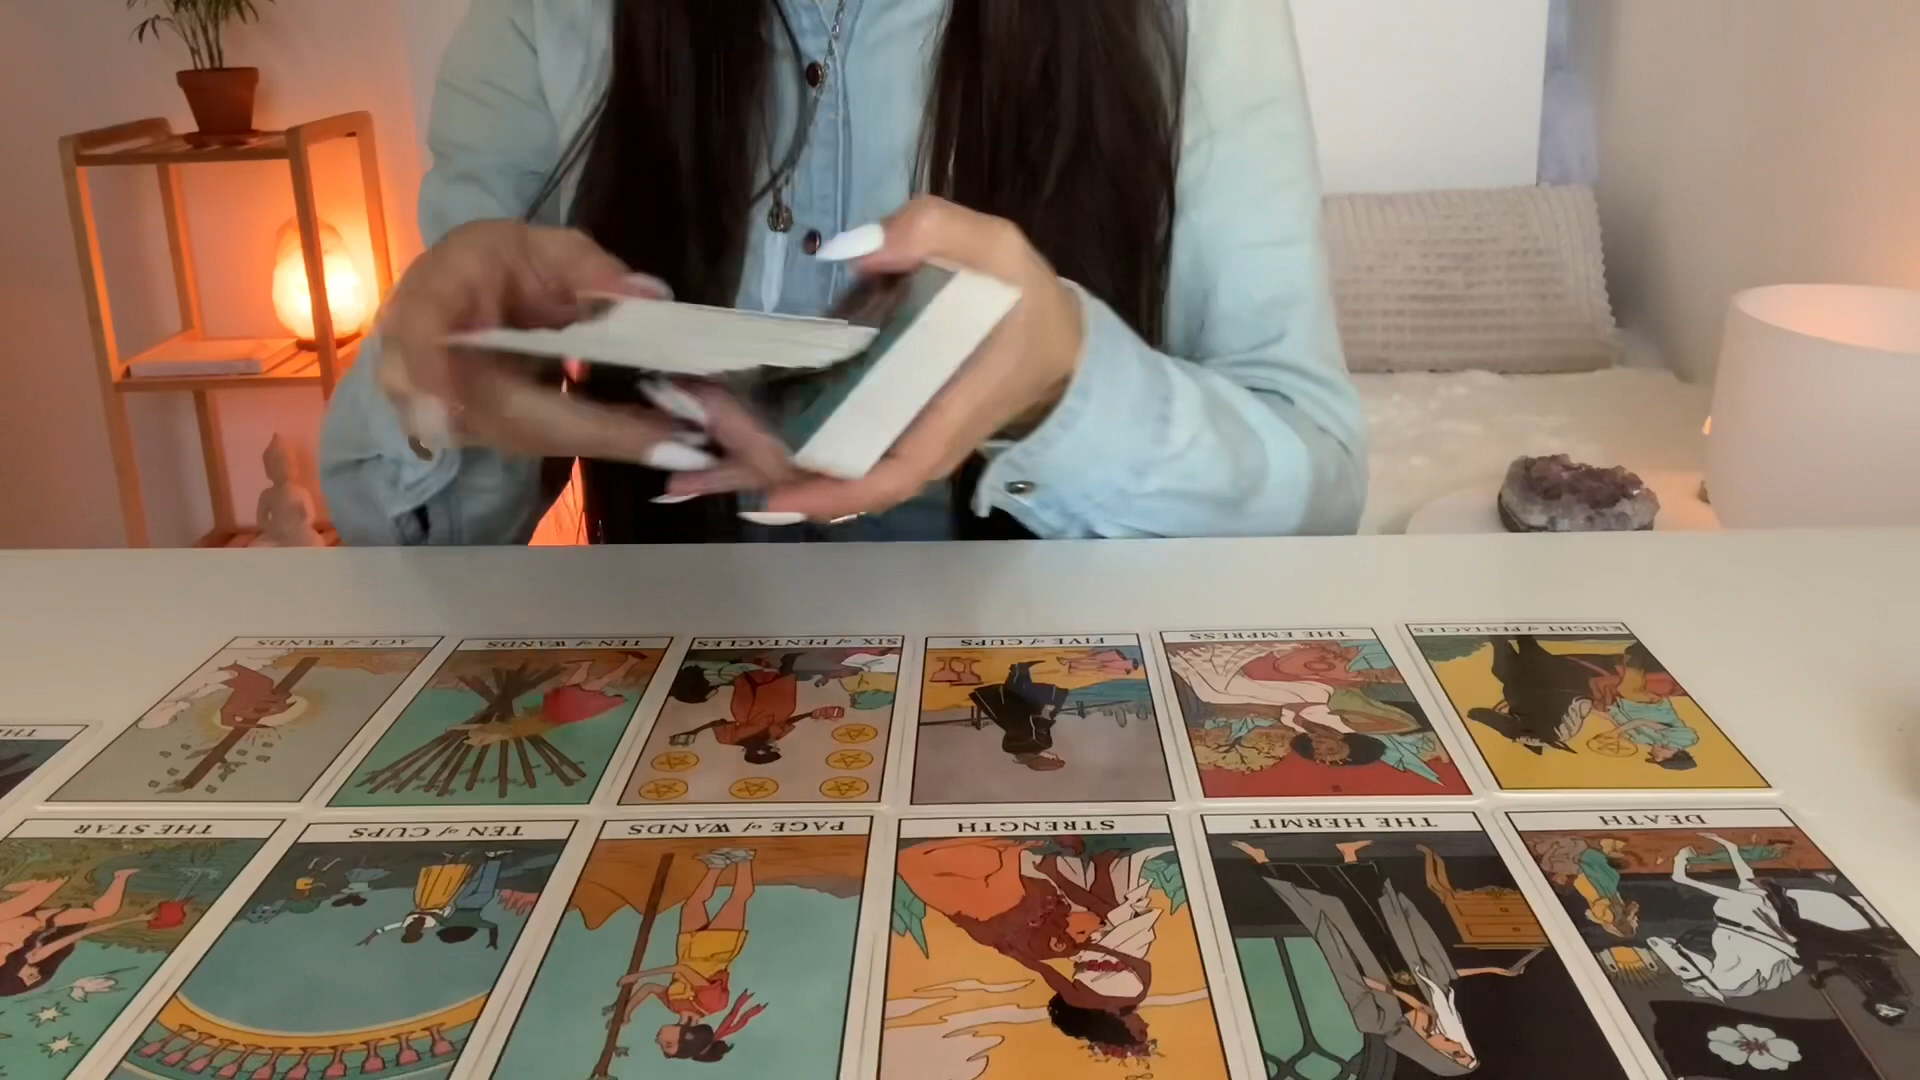 ACE of WANDS
TEN of WANDS
SIX of PENTACLES
FIVE of CUPS
THE EMPRESS
KNIGHT of PENTACLES
THE
THE STAR
TEN of CUPS
PAGE of WANDS
STRENGTH
THE HERMIT
DEATH